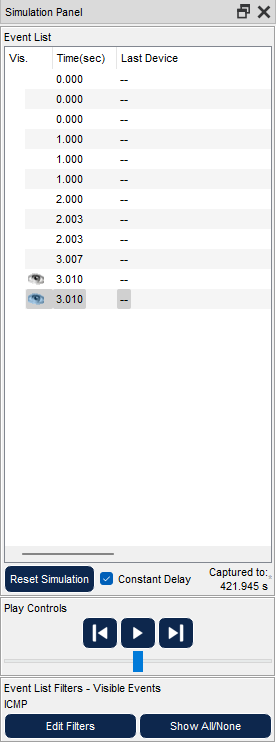 Simulation Panel
Event List
Vis. Time(sec) Last Device
0.000 --
0.000 --
0.000 --
1.000 --
1.000 --
1.000 --
2.000 --
2.003 --
2.003 --
3.007 --
3.010 --
3.010 --
Reset Simulation Constant Delay Captured to:*
421.945 s
Play Controls
Event List Filters - Visible Events
ICMP
Edit Filters Show All/None